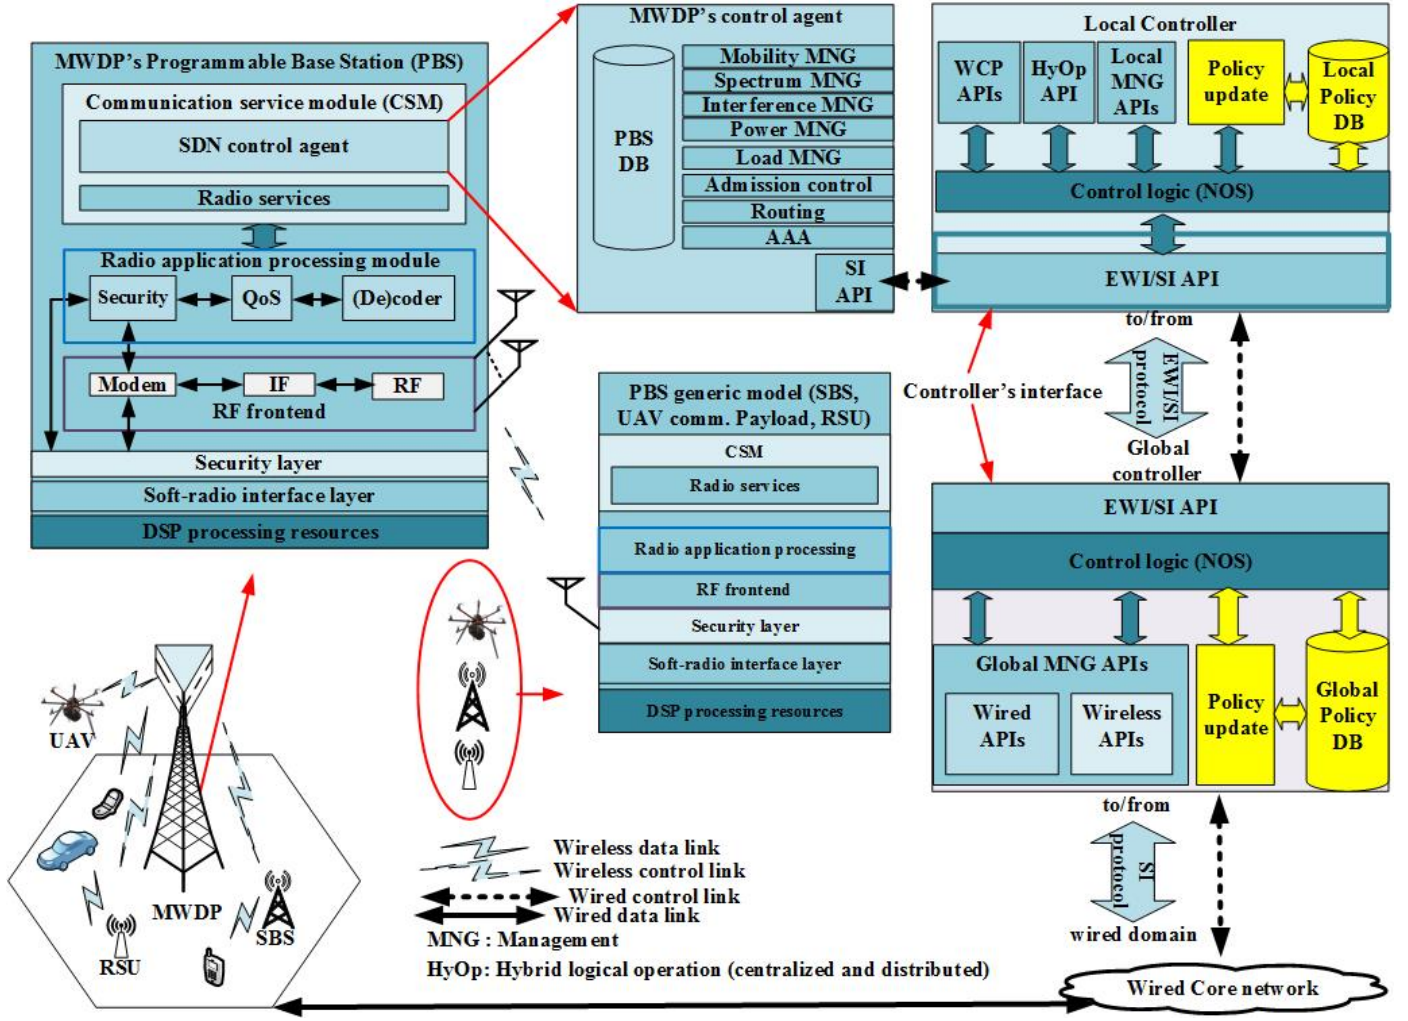 MWDP's Programmable Base Station (PBS)
Communication service module (CSM)
SDN control agent
Radio services
Radio application processing module
Security
QoS
(De)coder
Modem
IF
RF
RF frontend
Security layer
Soft-radio interface layer
DSP processing resources
MWDP's control agent
PBS
DB
Mobility MNG
Spectrum MNG
Interference MNG
Power MNG
Load MNG
Admission control
Routing
AAA
SI
API
Local Controller
WCP
APIs
HyOp
API
Local
MNG
APIs
Policy
update
Local
Policy
DB
Control logic (NOS)
EWI/SI API
to/from
EWI/SI
protocol
Controller's interface
Global
controller
EWI/SI API
Control logic (NOS)
Global MNG APIs
Wired
APIs
Wireless
APIs
Policy
update
Global
Policy
DB
to/from
SI
protocol
wired domain
Wired Core network
PBS generic model (SBS,
UAV comm. Payload, RSU)
CSM
Radio services
Radio application processing
RF frontend
Security layer
Soft-radio interface layer
DSP processing resources
UAV
MWDP
RSU
SBS
Wireless data link
Wireless control link
Wired control link
Wired data link
MNG : Management
HyOp: Hybrid logical operation (centralized and distributed)